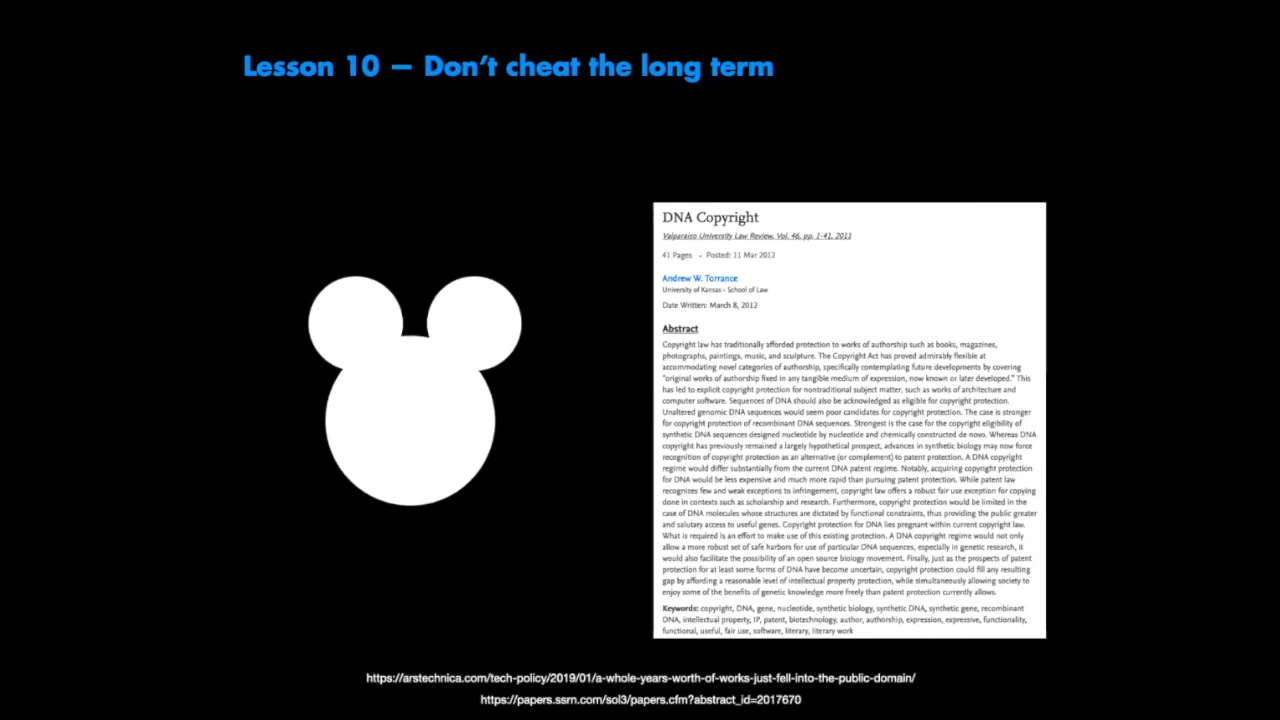 Lesson 10 — Don't cheat the long term
DNA Copyright
Valparaiso University Law Review, Vol. 46, pp. 1-41, 2011
41 Pages • Posted: 11 Mar 2012
Andrew W. Torrance
University of Kansas - School of Law
Date Written: March 8, 2012
Abstract
Copyright law has traditionally afforded protection to works of authorship such as books, magazines,
photographs, paintings, music, and sculpture. The Copyright Act has proved admirably flexible at
accommodating novel categories of authorship, specifically contemplating future developments by covering
"original works of authorship fixed in any tangible medium of expression, now known or later developed." This
has led to explicit copyright protection for nontraditional subject matter, such as works of architecture and
computer software. Sequences of DNA should also be acknowledged as eligible for copyright protection.
Unaltered genomic DNA sequences would seem poor candidates for copyright protection. The case is stronger
for copyright protection of recombinant DNA sequences. Strongest is the case for the copyright eligibility of
synthetic DNA sequences designed nucleotide by nucleotide and chemically constructed de novo. Whereas DNA
copyright has previously remained a largely hypothetical prospect, advances in synthetic biology may now force
recognition of copyright protection as an alternative (or complement) to patent protection. A DNA copyright
regime would differ substantially from the current DNA patent regime. Notably, acquiring copyright protection
for DNA would be less expensive and much more rapid than pursuing patent protection. While patent law
recognizes few and weak exceptions to infringement, copyright law offers a robust fair use exception for copying
done in contexts such as scholarship and research. Furthermore, copyright protection would be limited in the
case of DNA molecules whose structures are dictated by functional constraints, thus providing the public greater
and salutary access to useful genes. Copyright protection for DNA lies pregnant within current copyright law.
What is required is an effort to make use of this existing protection. A DNA copyright regime would not only
allow a more robust set of safe harbors for use of particular DNA sequences, especially in genetic research, it
would also facilitate the possibility of an open source biology movement. Finally, just as the prospects of patent
protection for at least some forms of DNA have become uncertain, copyright protection could fill any resulting
gap by affording a reasonable level of intellectual property protection, while simultaneously allowing society to
enjoy some of the benefits of genetic knowledge more freely than patent protection currently allows.
Keywords: copyright, DNA, gene, nucleotide, synthetic biology, synthetic DNA, synthetic gene, recombinant
DNA, intellectual property, IP, patent, biotechnology, author, authorship, expression, expressive, functionality,
functional, useful, fair use, software, literary, literary work
https://arstechnica.com/tech-policy/2019/01/a-whole-years-worth-of-works-just-fell-into-the-public-domain/
https://papers.ssrn.com/sol3/papers.cfm?abstract_id=2017670